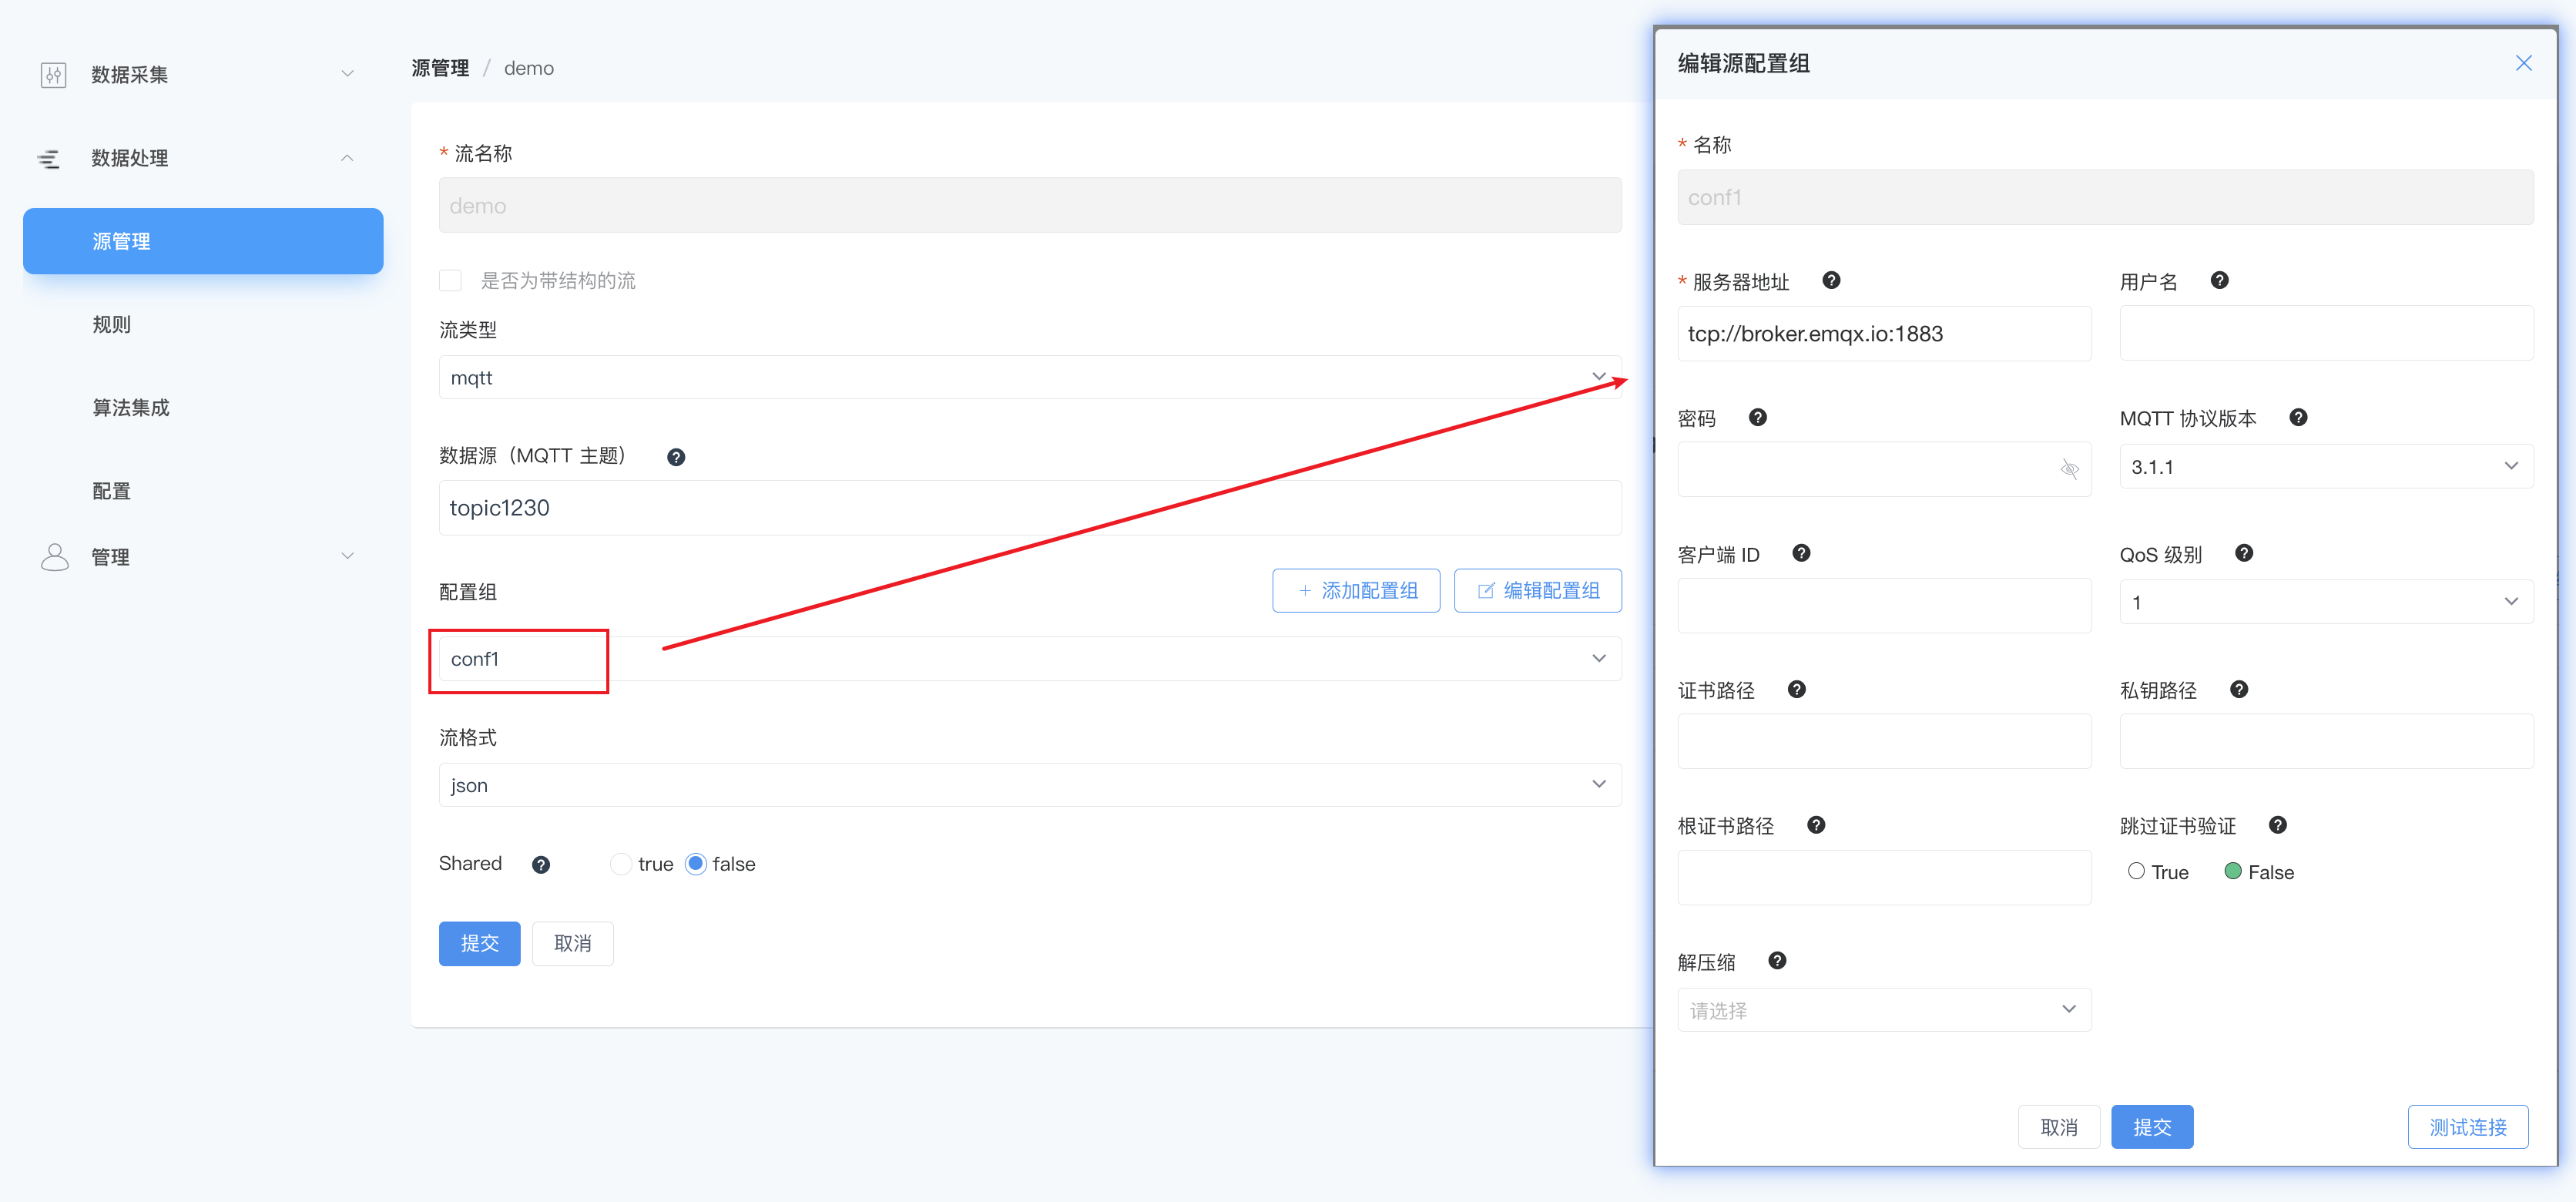 数据采集
数据处理
源管理
规则
算法集成
配置
管理
源管理 / demo
* 流名称
demo
是否为带结构的流
流类型
mqtt
数据源（MQTT 主题）
topic1230
配置组
+ 添加配置组
编辑配置组
conf1
流格式
json
Shared
true
false
提交
取消
编辑源配置组
* 名称
conf1
* 服务器地址
用户名
tcp://broker.emqx.io:1883
密码
MQTT 协议版本
3.1.1
客户端 ID
QoS 级别
1
证书路径
私钥路径
根证书路径
跳过证书验证
True
False
解压缩
请选择
取消
提交
测试连接